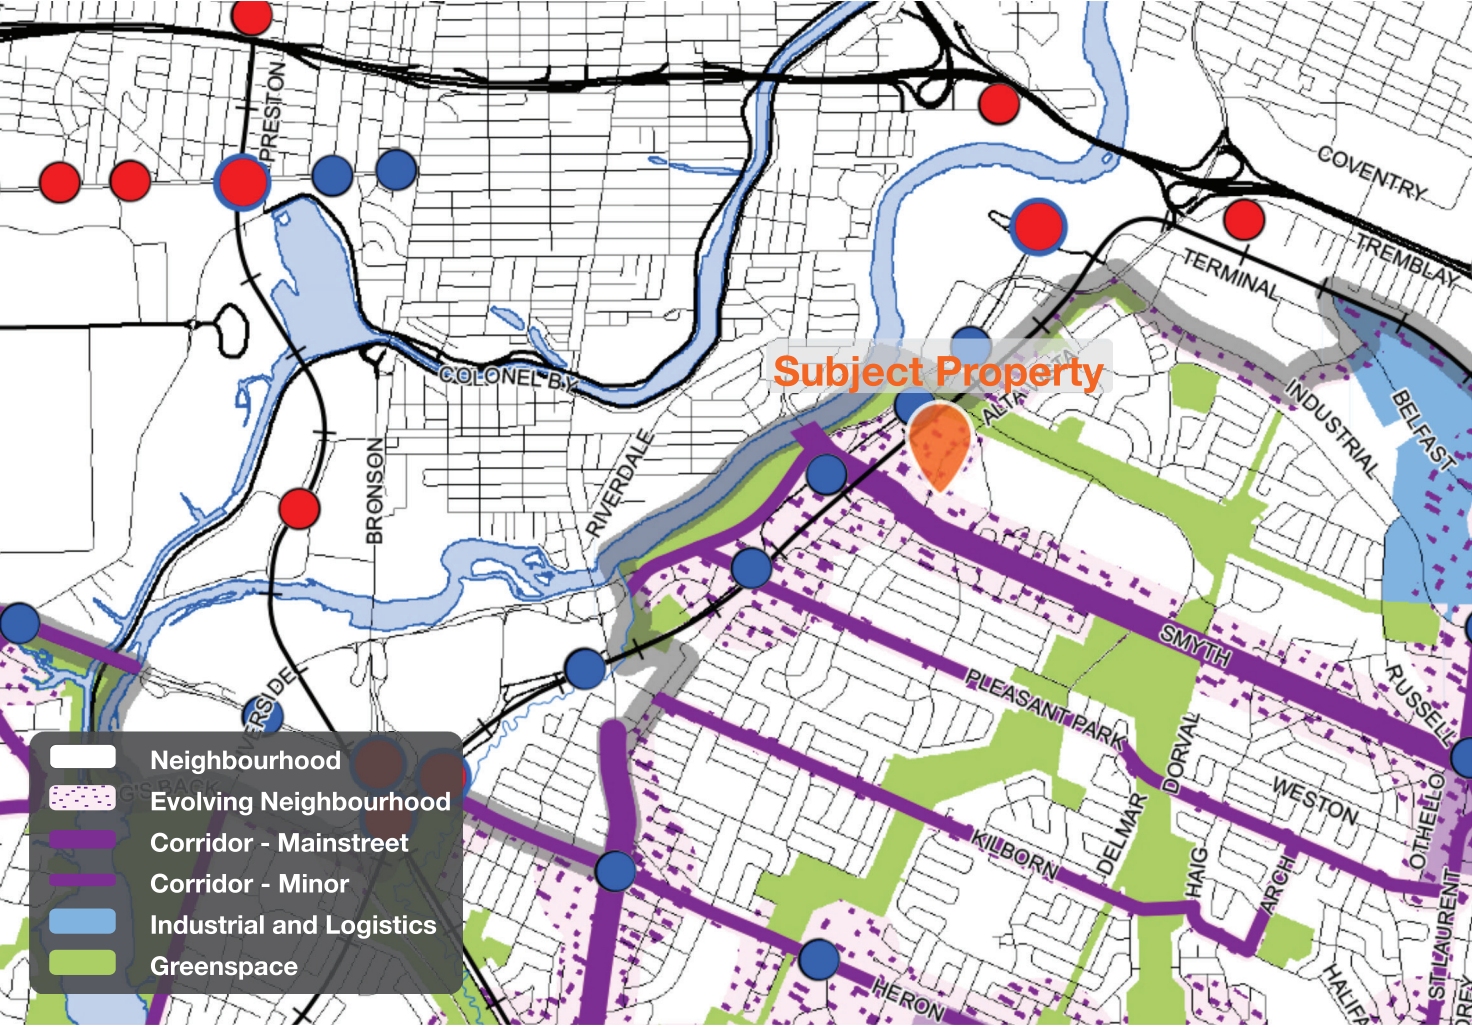 PRESTON
COVENTRY
TREMBLAY
TERMINAL
COLONEL BY
Subject Property
ALTA VISTA
INDUSTRIAL
BELFAST
RIVERDALE
BRONSON
SMYTH
PLEASANT PARK
RUSSELL
DORVAL
WESTON
OTHELLO
DELMAR
KILBORN
HAIG
ARCH
ST LAURENT
HERON
Neighbourhood
Evolving Neighbourhood
Corridor - Mainstreet
Corridor - Minor
Industrial and Logistics
Greenspace